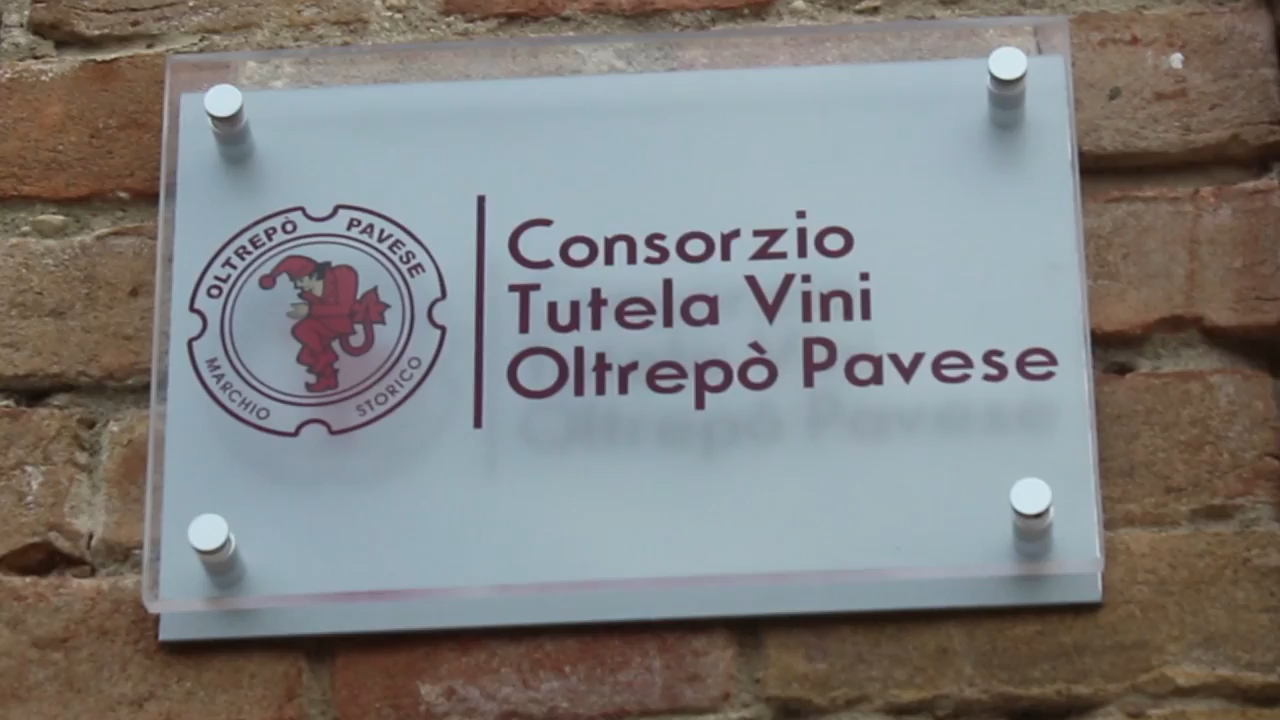 OLTREPÒ PAVESE
MARCHIO STORICO
Consorzio
Tutela Vini
Oltrepò Pavese